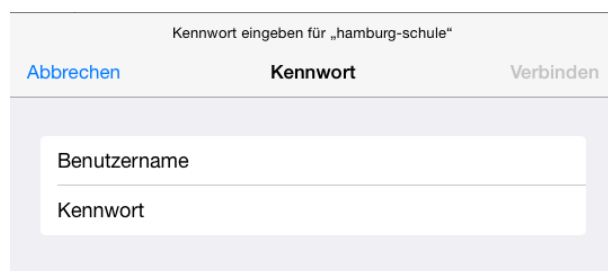 Kennwort eingeben für „hamburg-schule“
Abbrechen Kennwort Verbinden
Benutzername
Kennwort